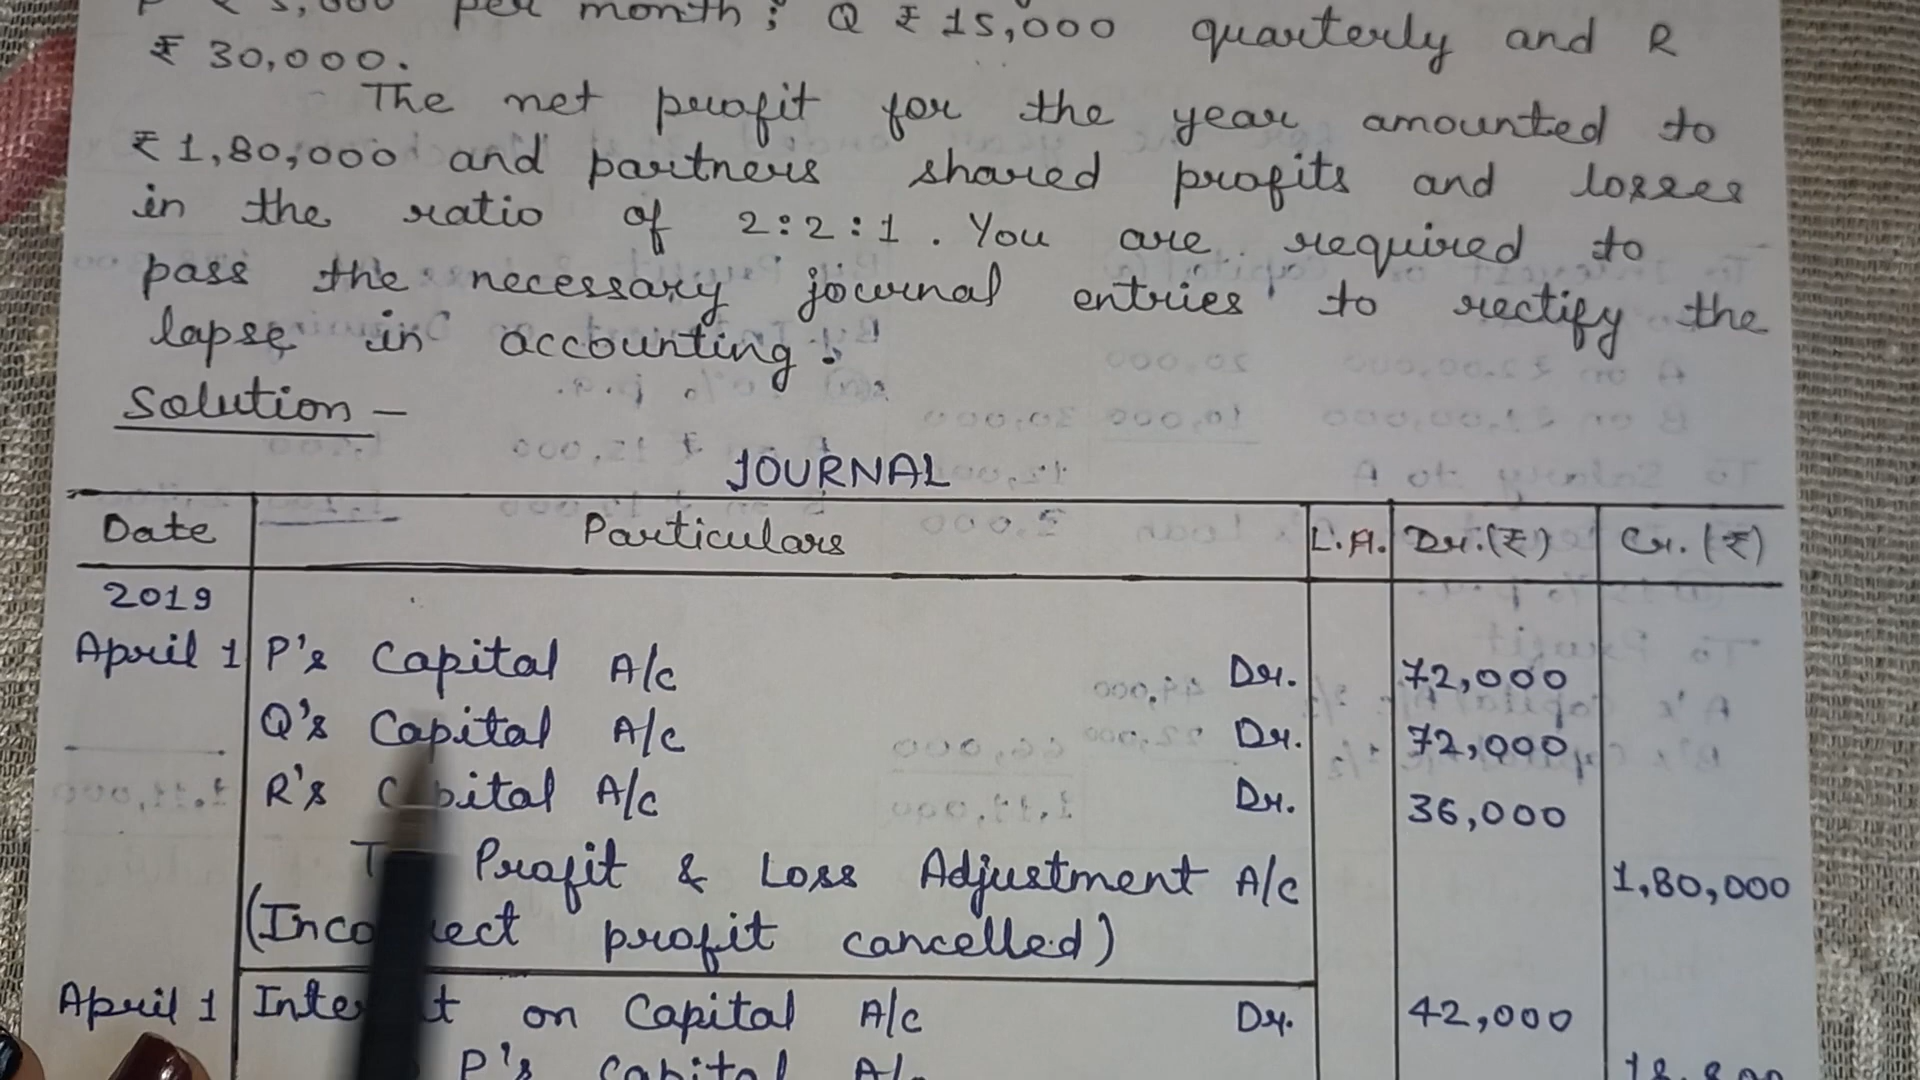 per month; Q ₹ 15,000 quarterly and R
₹ 30,000.
The net profit for the year amounted to
₹ 1,80,000 and partners shared profits and losses
in the ratio of 2:2:1. You are required to
pass the necessary journal entries to rectify the
lapse in accounting.
Solution –
JOURNAL
Date Particulars L.A. Dr.(₹) Cr.(₹)
2019
April 1 P's Capital A/c Dr. 72,000
Q's Capital A/c Dr. 72,000
R's Capital A/c Dr. 36,000
Profit & Loss Adjustment A/c 1,80,000
(Incorrect profit cancelled)
April 1 Interest on Capital A/c Dr. 42,000
P's Capital